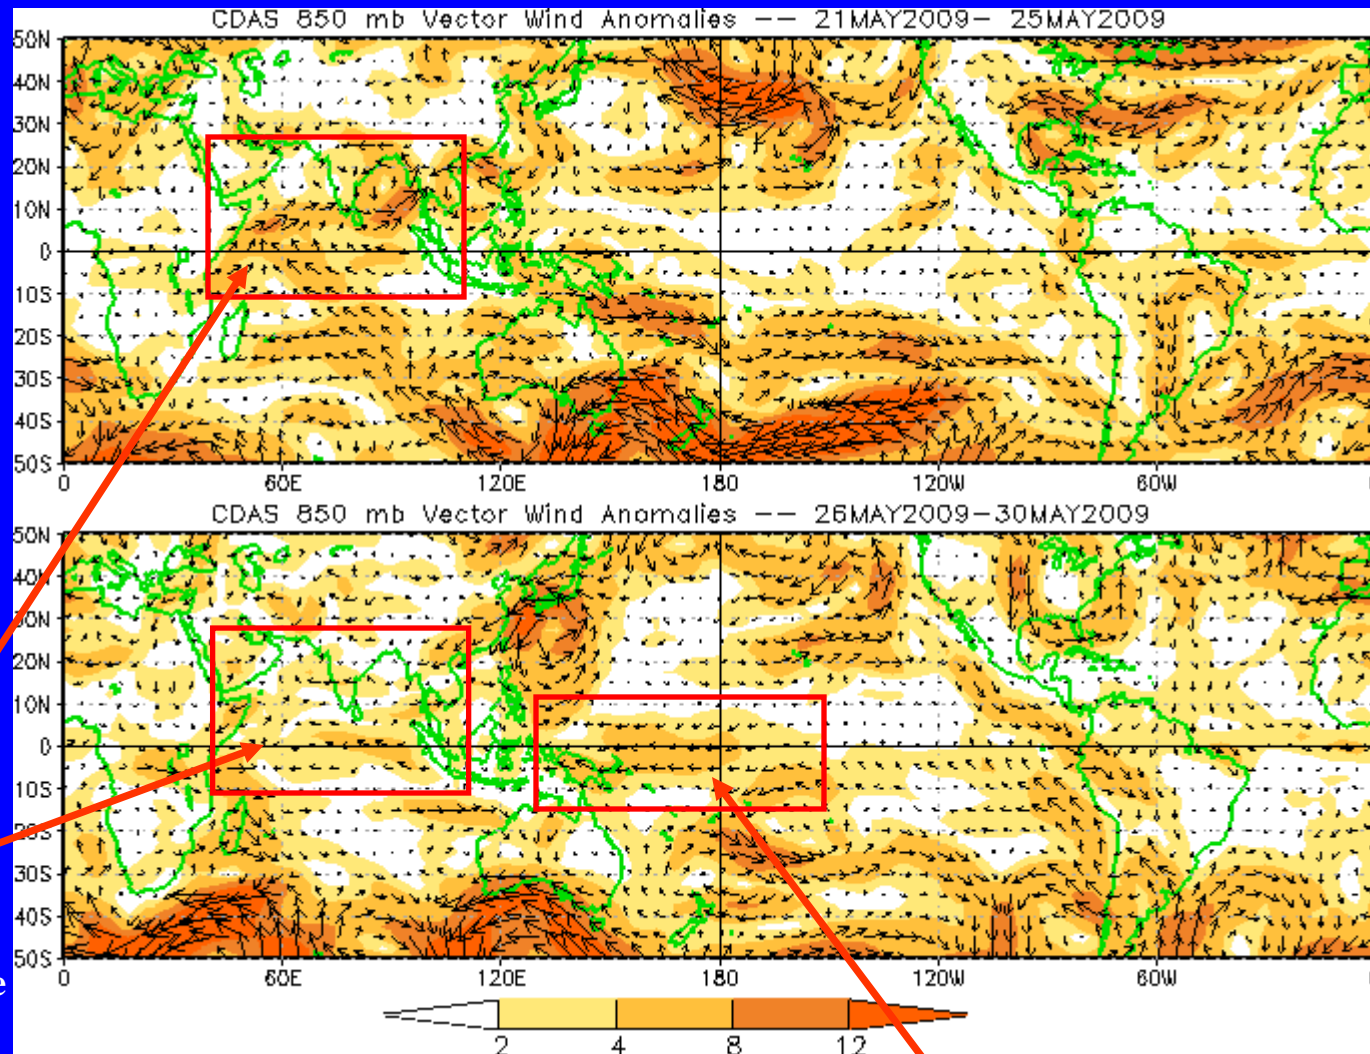 CDAS 850 mb Vector Wind Anomalies -- 21MAY2009- 25MAY2009
50N
40N
30N
20N
10N
0
10S
20S
30S
40S
50S
0 60E 120E 180 120W 60W
CDAS 850 mb Vector Wind Anomalies -- 26MAY2009-30MAY2009
50N
40N
30N
20N
10N
0
10S
20S
30S
40S
50S
0 60E 120E 180 120W 60W
e
2 4 8 12